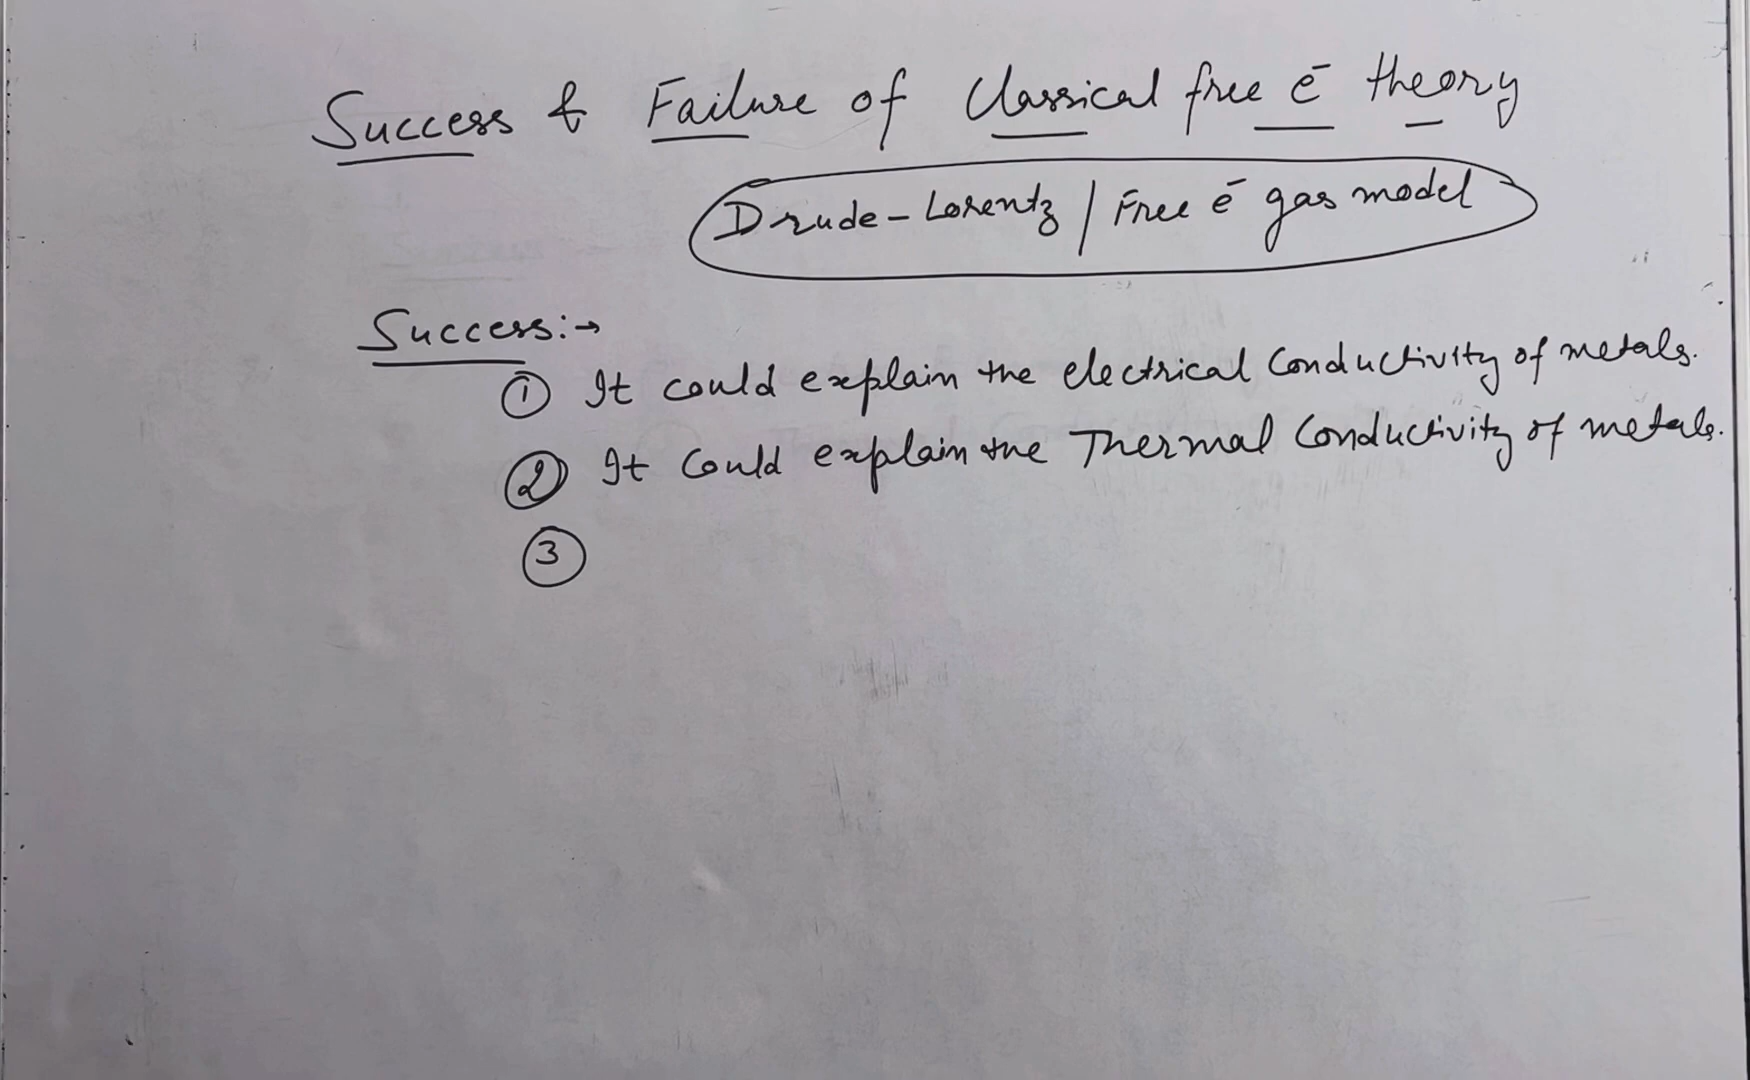 Success & Failure of Classical free ē theory
Drude-Lorentz / Free ē gas model
Success:→
① It could explain the electrical Conductivity of metals.
② It Could explain the Thermal Conductivity of metals.
③